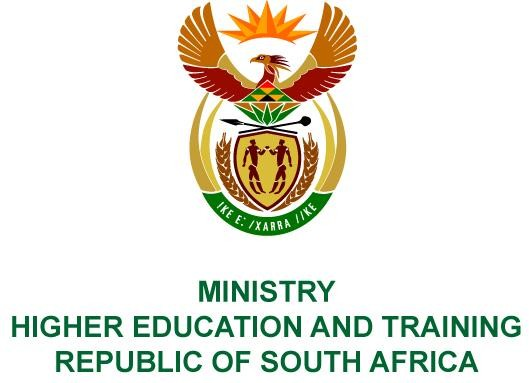 !KE E: /XARRA //KE
MINISTRY
HIGHER EDUCATION AND TRAINING
REPUBLIC OF SOUTH AFRICA